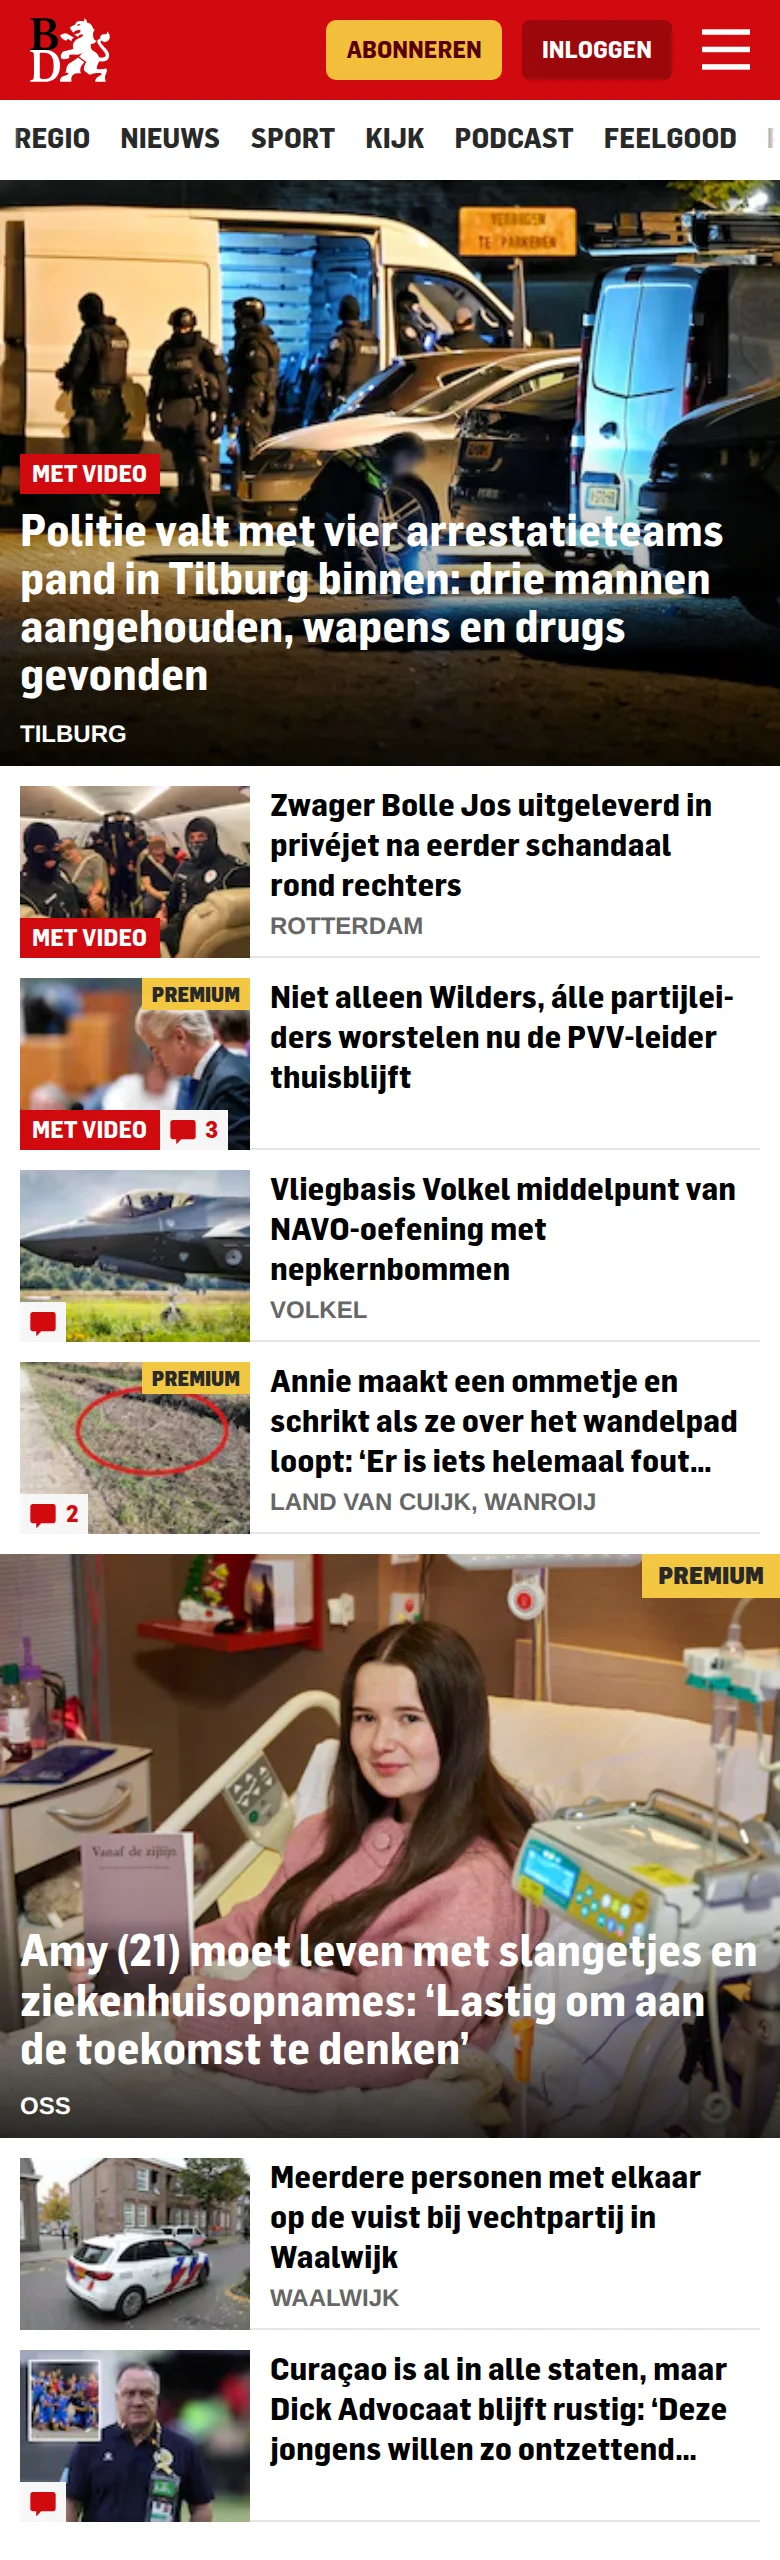 BD
ABONNEREN
INLOGGEN
REGIO NIEUWS SPORT KIJK PODCAST FEELGOOD
VERBODEN
TE PARKEREN
MET VIDEO
Politie valt met vier arrestatieteams
pand in Tilburg binnen: drie mannen
aangehouden, wapens en drugs
gevonden
TILBURG
Zwager Bolle Jos uitgeleverd in
privéjet na eerder schandaal
rond rechters
ROTTERDAM
MET VIDEO
PREMIUM
Niet alleen Wilders, álle partijlei-
ders worstelen nu de PVV-leider
thuisblijft
MET VIDEO 3
Vliegbasis Volkel middelpunt van
NAVO-oefening met
nepkernbommen
VOLKEL
PREMIUM
Annie maakt een ommetje en
schrikt als ze over het wandelpad
loopt: ‘Er is iets helemaal fout...
LAND VAN CUIJK, WANROIJ
2
PREMIUM
Vanaf de zijlijn
Amy (21) moet leven met slangetjes en
ziekenhuisopnames: ‘Lastig om aan
de toekomst te denken’
OSS
Meerdere personen met elkaar
op de vuist bij vechtpartij in
Waalwijk
WAALWIJK
Curaçao is al in alle staten, maar
Dick Advocaat blijft rustig: ‘Deze
jongens willen zo ontzettend...